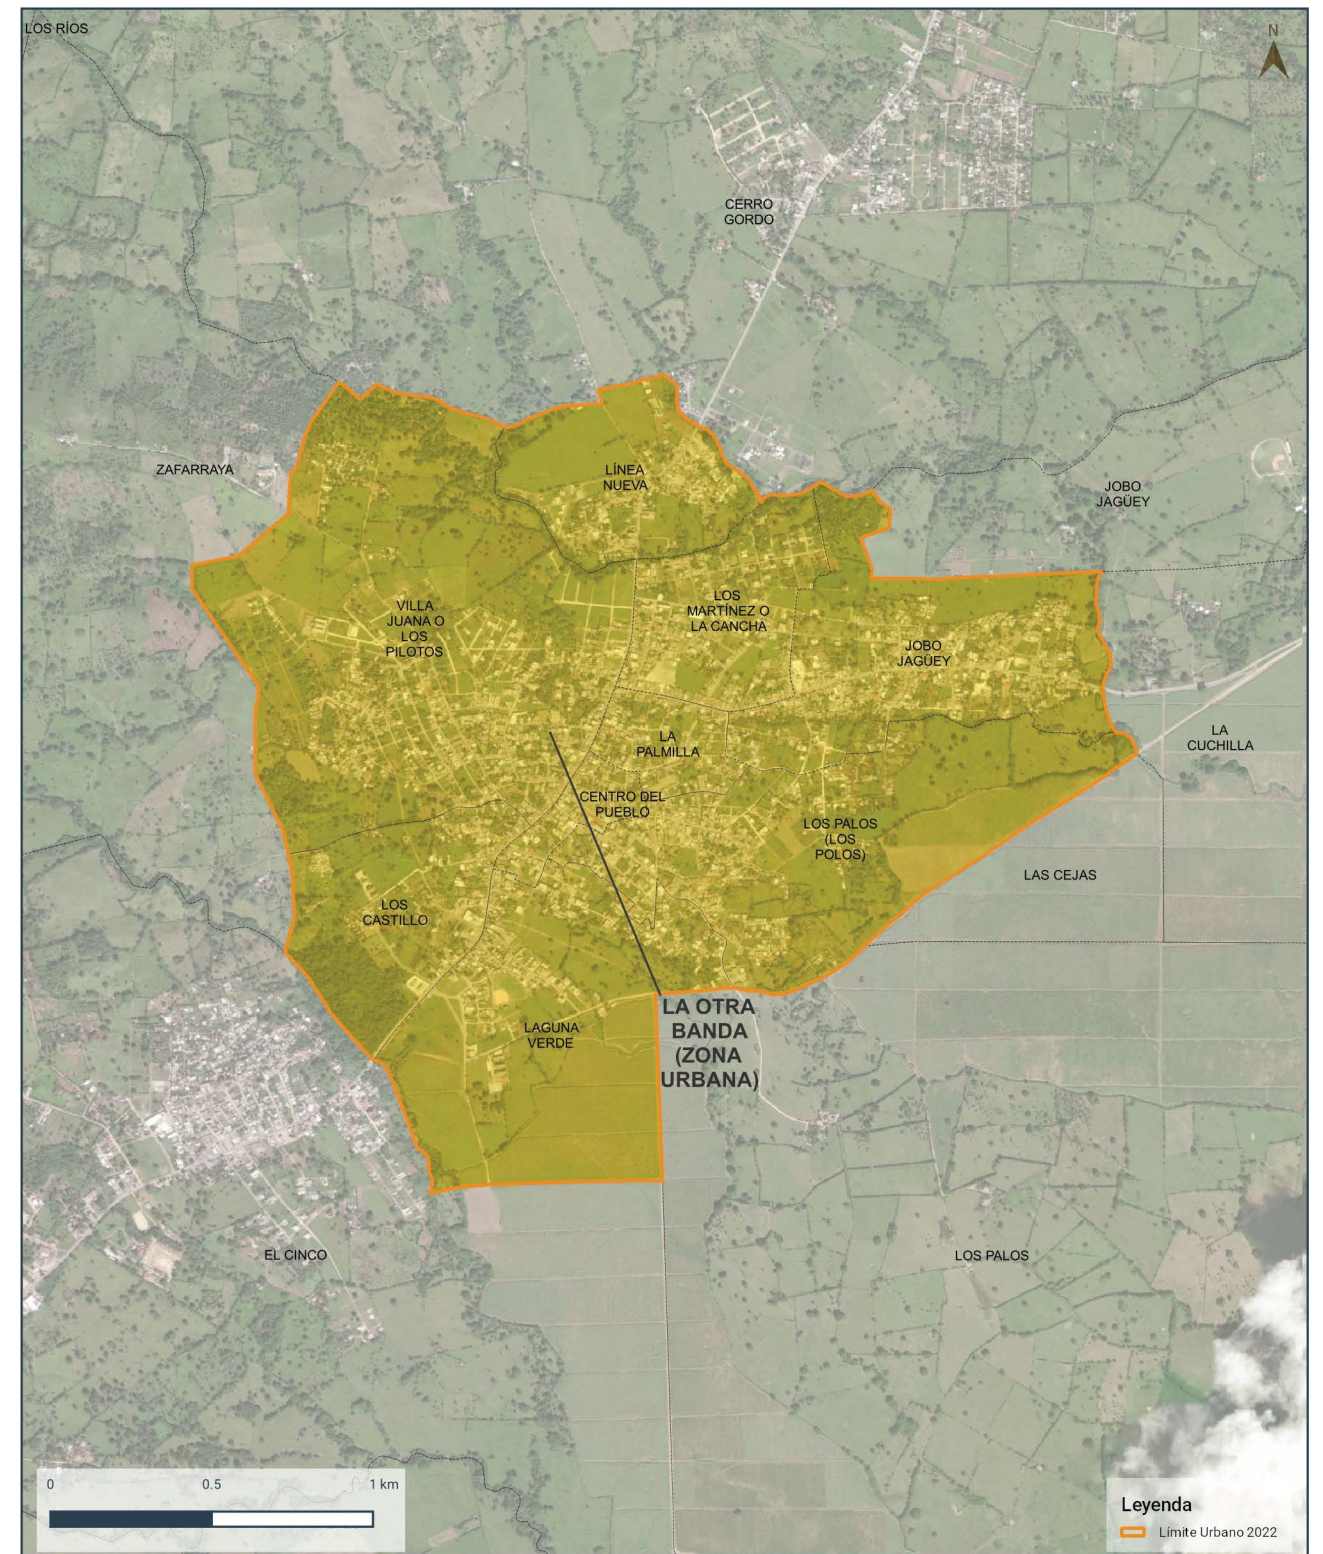 LOS RÍOS
N
CERRO
GORDO
ZAFARRAYA
LÍNEA
NUEVA
JOBO
JAGÜEY
VILLA
JUANA O
LOS
PILOTOS
LOS
MARTÍNEZ O
LA CANCHA
JOBO
JAGÜEY
LA
PALMILLA
LA
CUCHILLA
CENTRO DEL
PUEBLO
LOS PALOS
(LOS
POLOS)
LAS CEJAS
LOS
CASTILLO
LAGUNA
VERDE
LA OTRA
BANDA
(ZONA
URBANA)
EL CINCO
LOS PALOS
0 0.5 1 km
Leyenda
Límite Urbano 2022